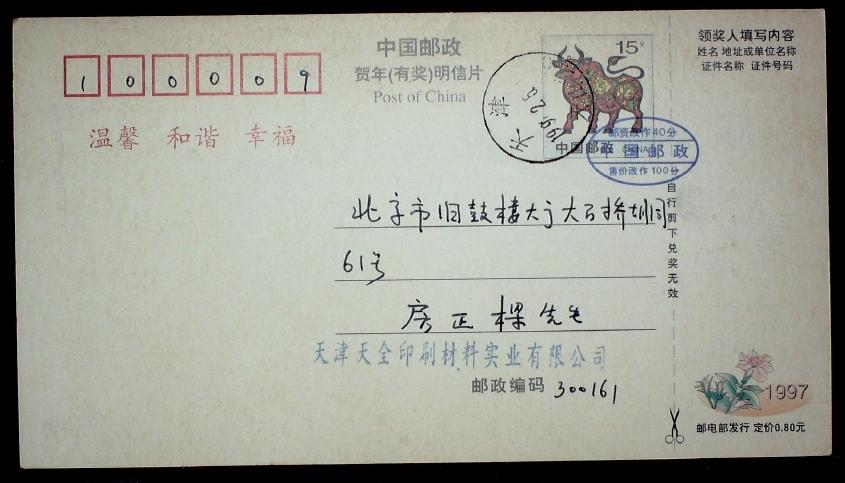 中国邮政
贺年(有奖)明信片
Post of China
100009
温馨 和谐 幸福
15分
中国邮政 CHINA
天津
邮资改作40分
中国邮政
售价改作100分
领奖人填写内容
姓名 地址或单位名称
证件名称 证件号码
自行剪下兑奖无效
北京市旧鼓楼大街大石桥胡同
61号
房正樑先生
天津天全印刷材料实业有限公司
邮政编码 300161
1997
邮电部发行 定价0.80元